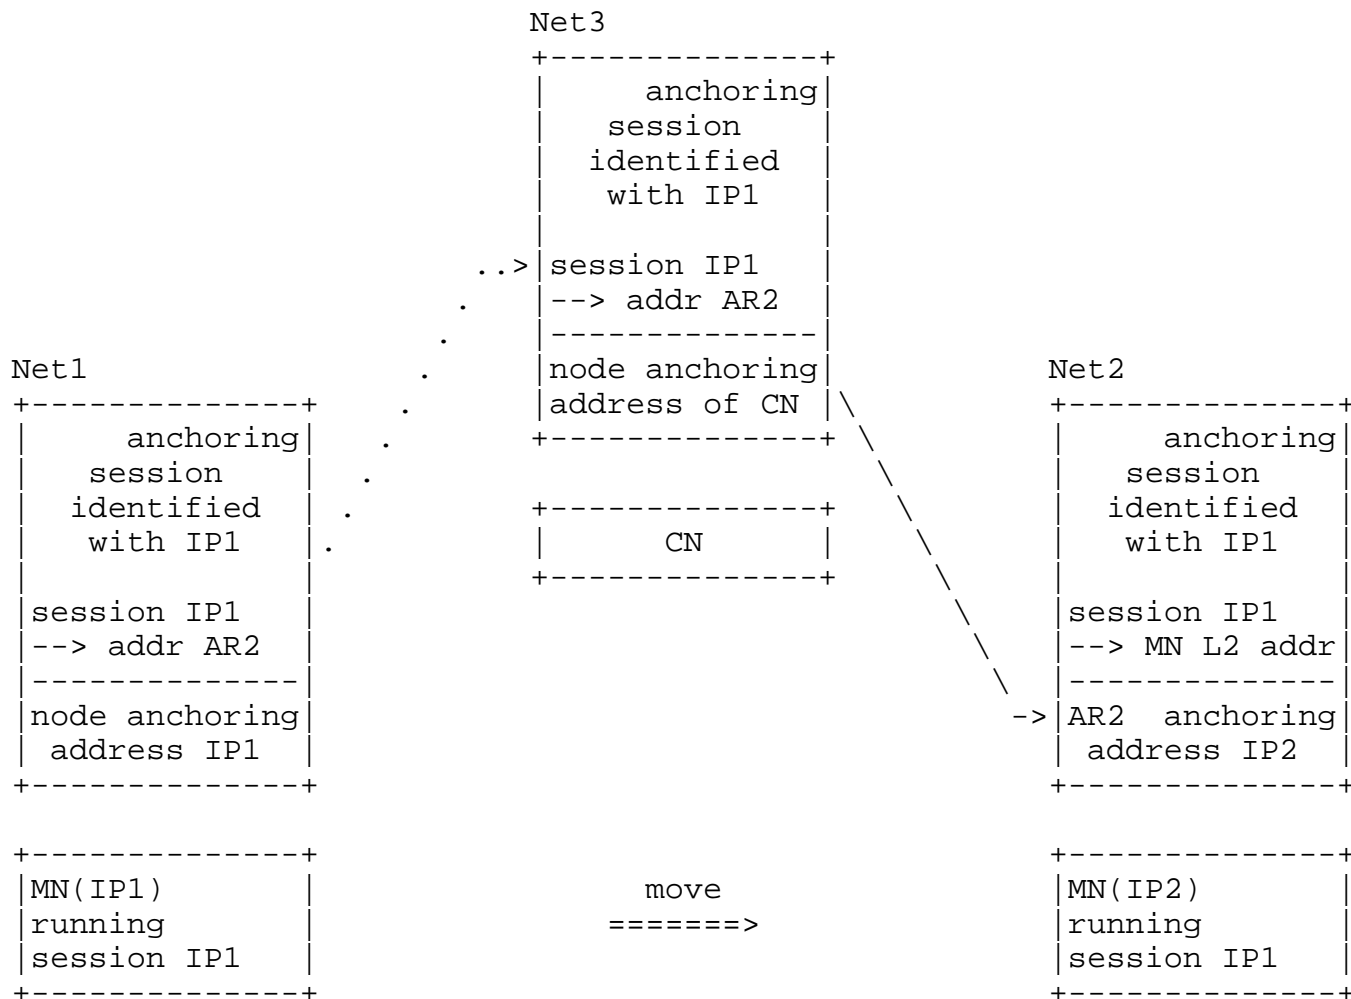 Net3
anchoring
session
identified
with IP1
session IP1
--> addr AR2
node anchoring
address of CN
CN
Net1
anchoring
session
identified
with IP1
session IP1
--> addr AR2
node anchoring
address IP1
Net2
anchoring
session
identified
with IP1
session IP1
--> MN L2 addr
AR2 anchoring
address IP2
MN(IP1)
running
session IP1
move
=======>
MN(IP2)
running
session IP1